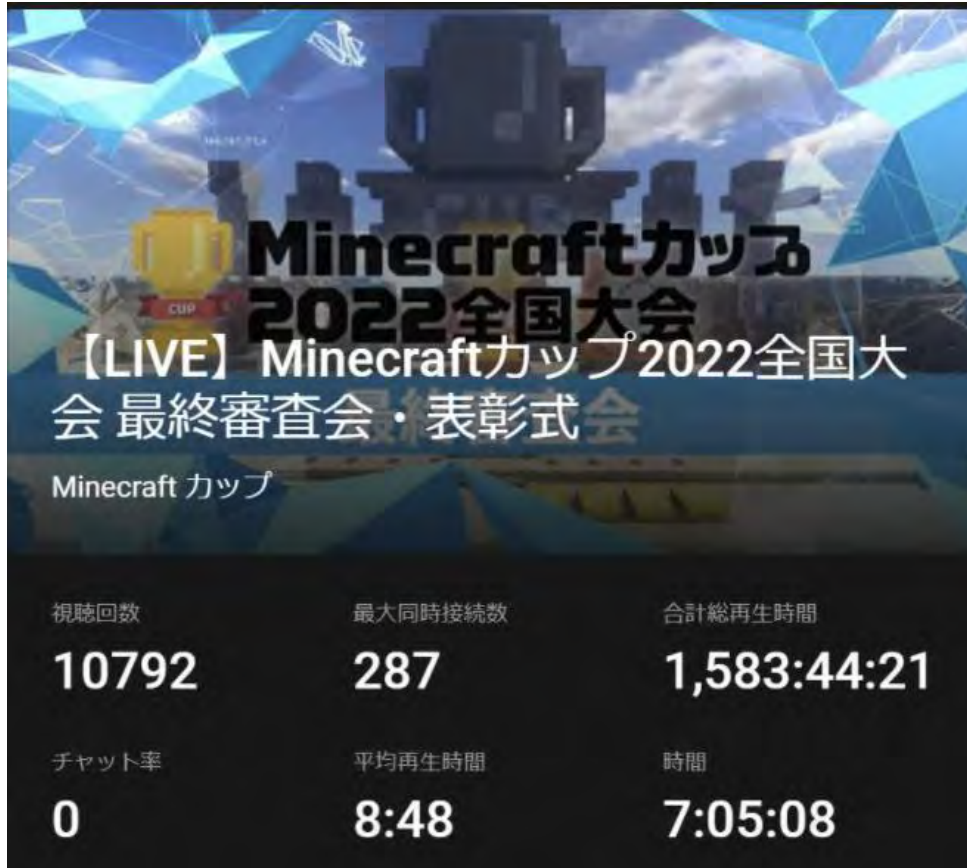 Minecraftカップ
CUP
2022全国大会
【LIVE】Minecraftカップ2022全国大
会 最終審査会・表彰式
Minecraft カップ
視聴回数
最大同時接続数
合計総再生時間
10792
287
1,583:44:21
チャット率
平均再生時間
時間
0
8:48
7:05:08